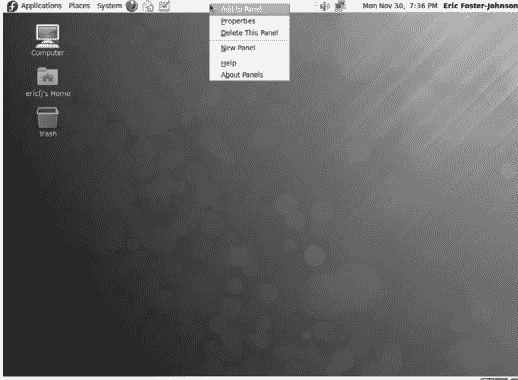 Applications Places System Mon Nov 30, 7:36 PM Eric Foster-Johnson
Add to Panel
Properties
Delete This Panel
New Panel
Help
About Panels
Computer
ericfj's Home
Trash